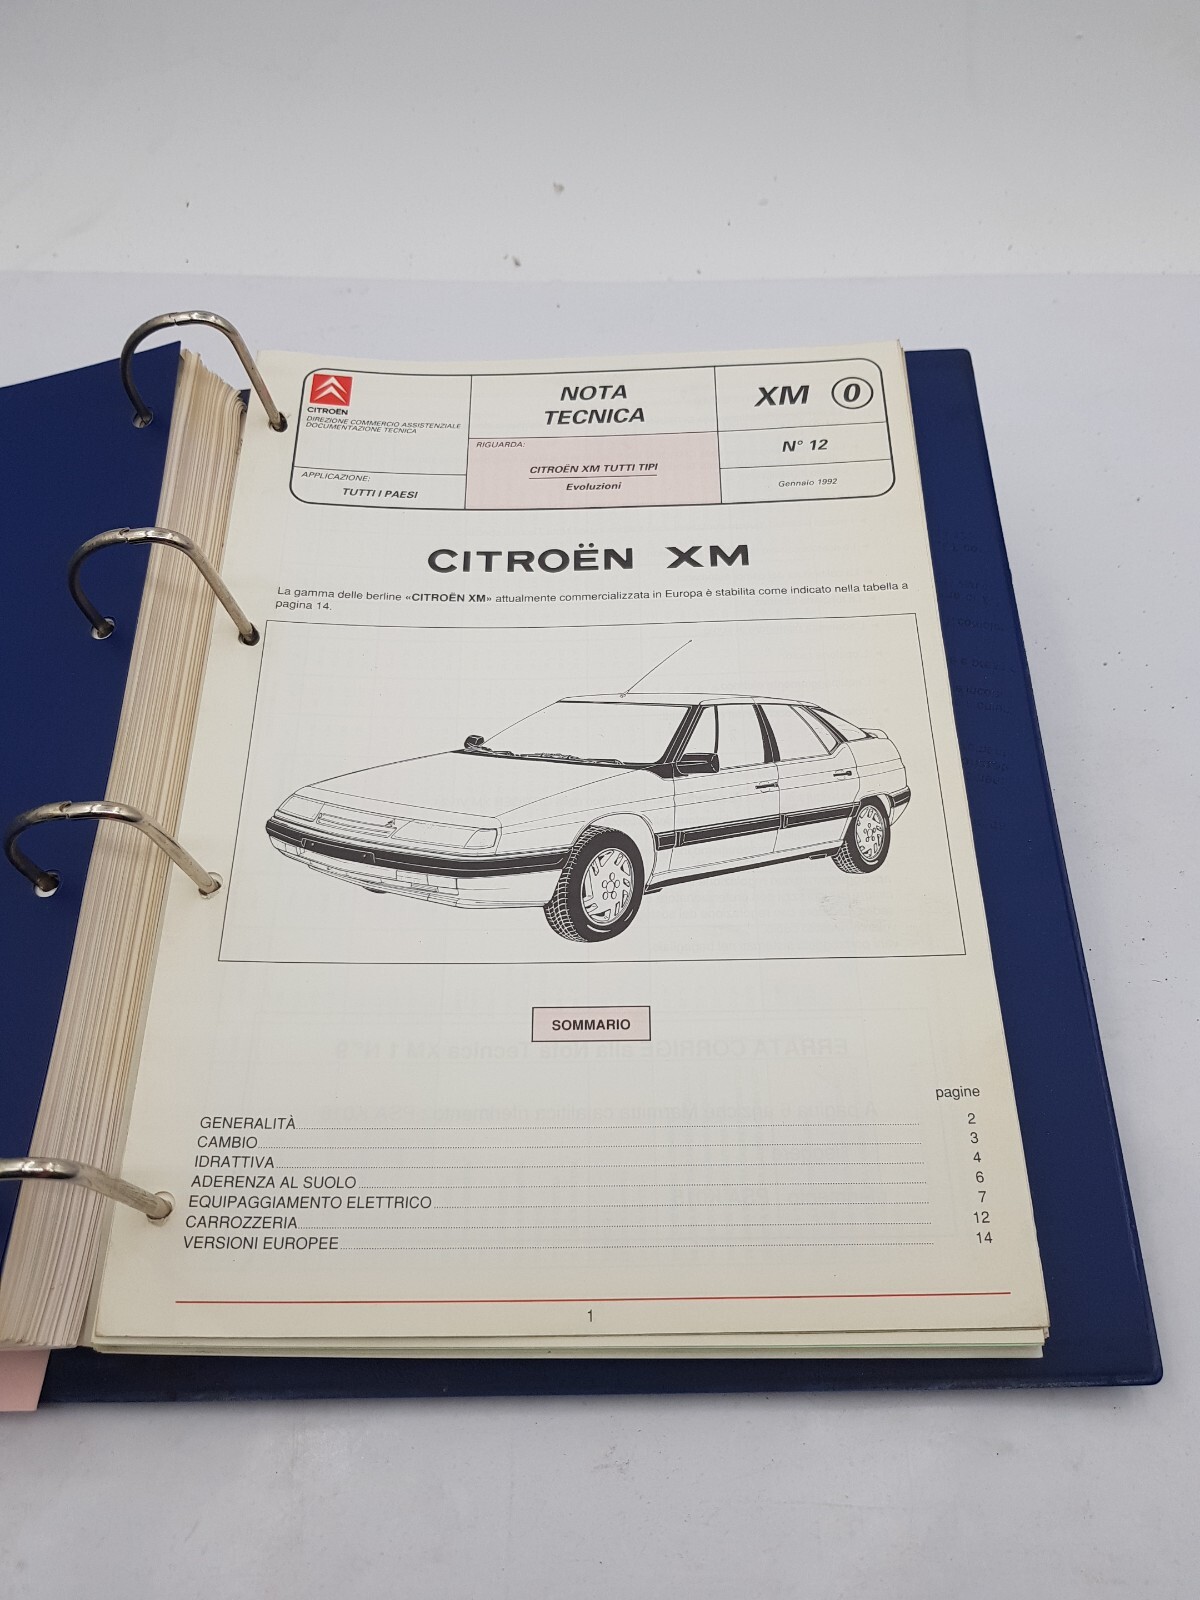 CITROËN
DIREZIONE COMMERCIO ASSISTENZIALE
DOCUMENTAZIONE TECNICA
APPLICAZIONE:
TUTTI I PAESI
NOTA
TECNICA
RIGUARDA:
CITROËN XM TUTTI TIPI
Evoluzioni
XM 0
N° 12
Gennaio 1992
CITROËN XM
La gamma delle berline «CITROËN XM» attualmente commercializzata in Europa è stabilita come indicato nella tabella a
pagina 14.
SOMMARIO
pagine
GENERALITÀ 2
CAMBIO 3
IDRATTIVA 4
ADERENZA AL SUOLO 6
EQUIPAGGIAMENTO ELETTRICO 7
CARROZZERIA 12
VERSIONI EUROPEE 14
1